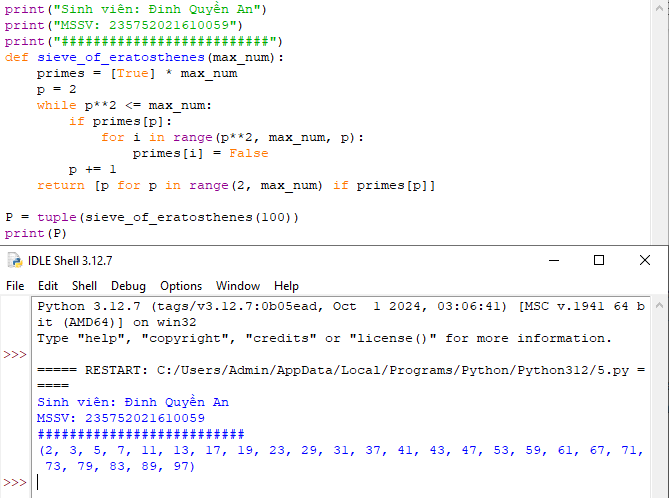 print("Sinh viên: Đinh Quyền An")
print("MSSV: 235752021610059")
print("##########################")
def sieve_of_eratosthenes(max_num):
    primes = [True] * max_num
    p = 2
    while p**2 <= max_num:
        if primes[p]:
            for i in range(p**2, max_num, p):
                primes[i] = False
        p += 1
    return [p for p in range(2, max_num) if primes[p]]

P = tuple(sieve_of_eratosthenes(100))
print(P)
IDLE Shell 3.12.7
File Edit Shell Debug Options Window Help
Python 3.12.7 (tags/v3.12.7:0b05ead, Oct  1 2024, 03:06:41) [MSC v.1941 64 b
it (AMD64)] on win32
Type "help", "copyright", "credits" or "license()" for more information.
>>>
===== RESTART: C:/Users/Admin/AppData/Local/Programs/Python/Python312/5.py =
====
Sinh viên: Đinh Quyền An
MSSV: 235752021610059
##########################
(2, 3, 5, 7, 11, 13, 17, 19, 23, 29, 31, 37, 41, 43, 47, 53, 59, 61, 67, 71,
 73, 79, 83, 89, 97)
>>>